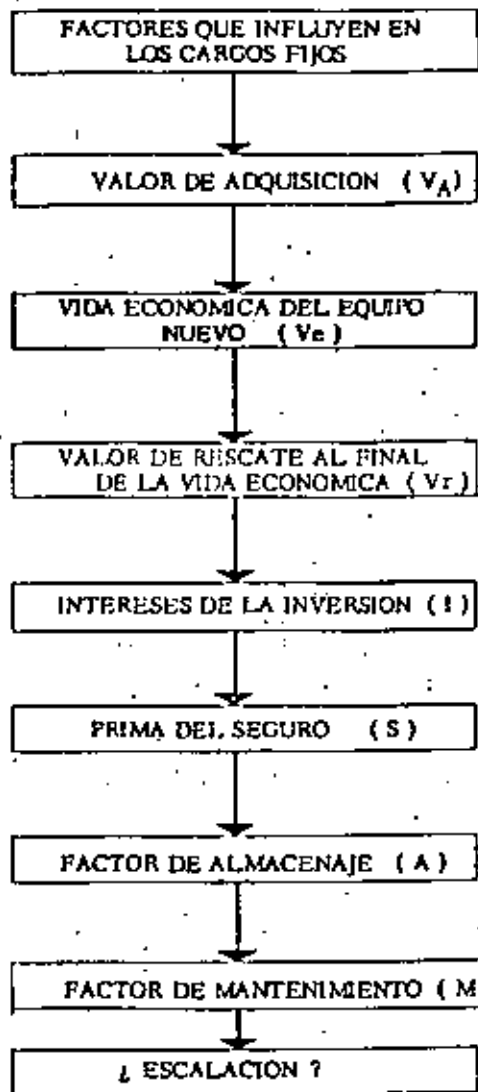 FACTORES QUE INFLUYEN EN
LOS CARGOS FIJOS
VALOR DE ADQUISICION ( VA)
VIDA ECONOMICA DEL EQUIPO
NUEVO ( Ve )
VALOR DE RESCATE AL FINAL
DE LA VIDA ECONOMICA ( Vr )
INTERESES DE LA INVERSION ( I )
PRIMA DEL SEGURO ( S )
FACTOR DE ALMACENAJE ( A )
FACTOR DE MANTENIMIENTO ( M
¿ ESCALACION ?